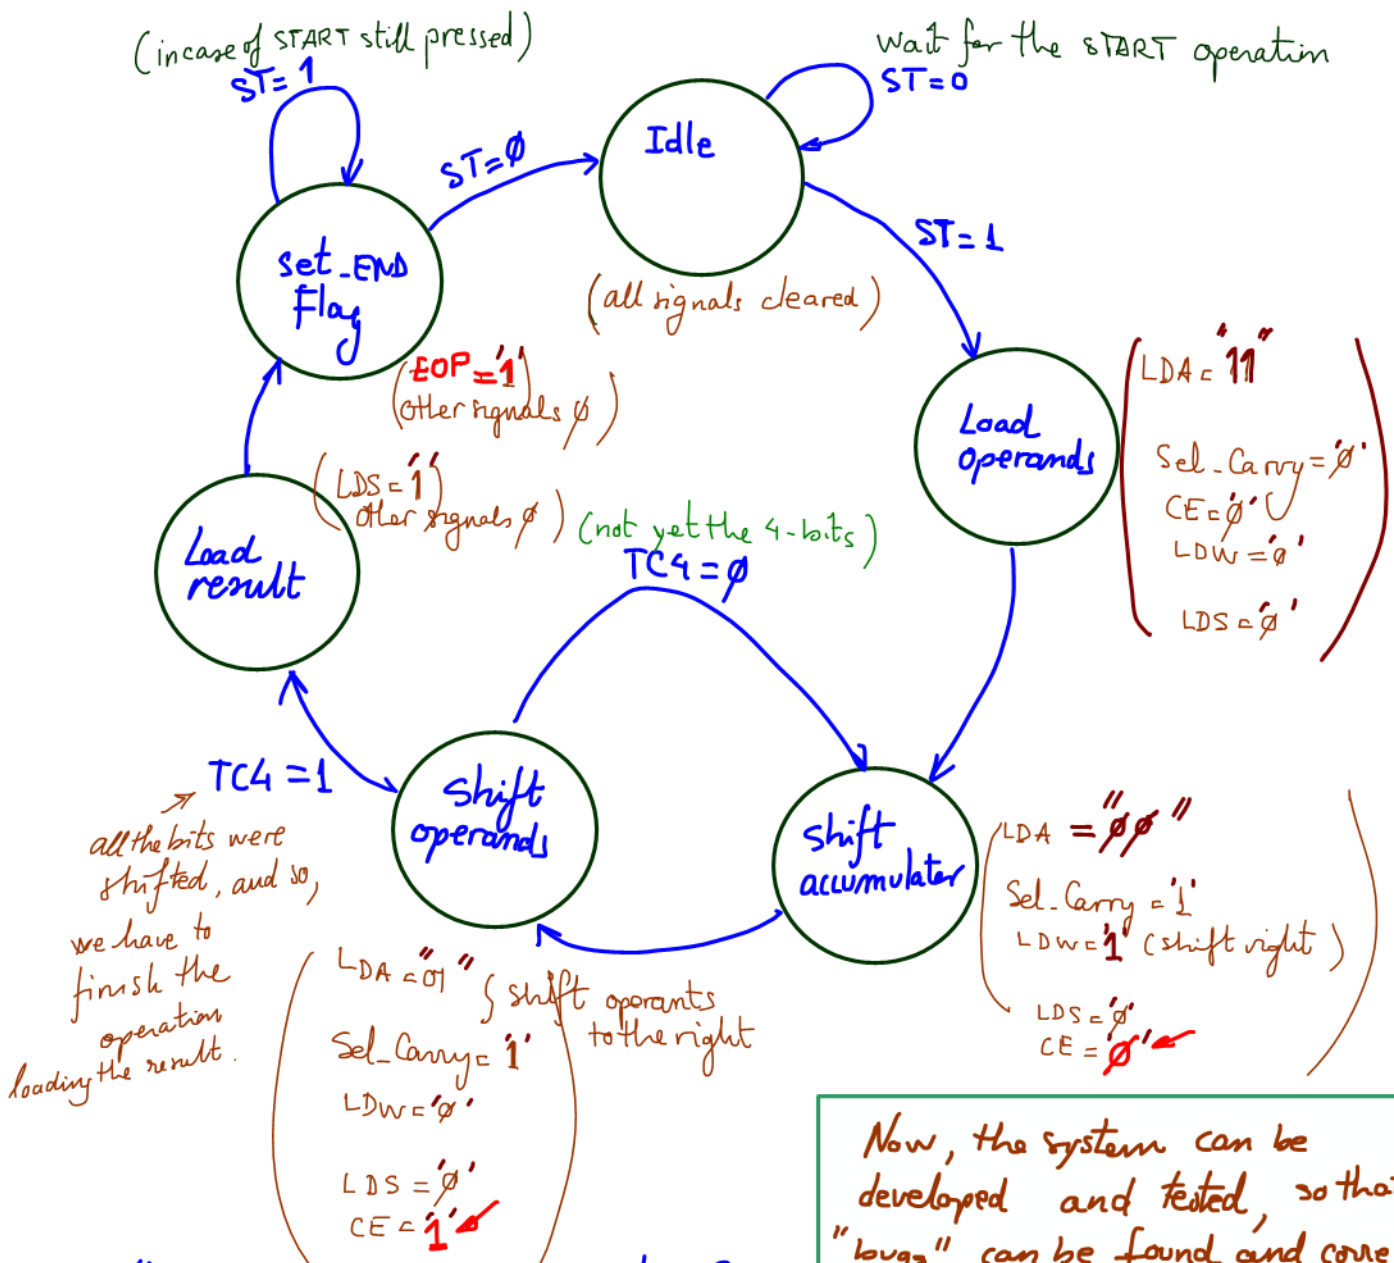 (in case of START still pressed)
ST=1
wait for the START operation
ST=0
Idle
ST=0
ST=1
(all signals cleared)
set_END
Flag
(EOP='1')
(other signals 0)
LDA="11"
Sel_Carry='0'
CE='0'
LDW='0'
LDS='0'
Load
operands
(LDS='1')
other signals 0)
Load
result
(not yet the 4-bits)
TC4=0
TC4=1
all the bits were
shifted, and so,
we have to
finish the
operation
loading the result.
Shift
operands
Shift
accumulater
LDA="00"
Sel_Carry='1'
LDW='1' (shift right)
LDS='0'
CE='0'
LDA="01" } shift operants
to the right
Sel_Carry='1'
LDW='0'
LDS='0'
CE='1'
Now, the system can be
developed and tested, so that
"bugs" can be found and corre